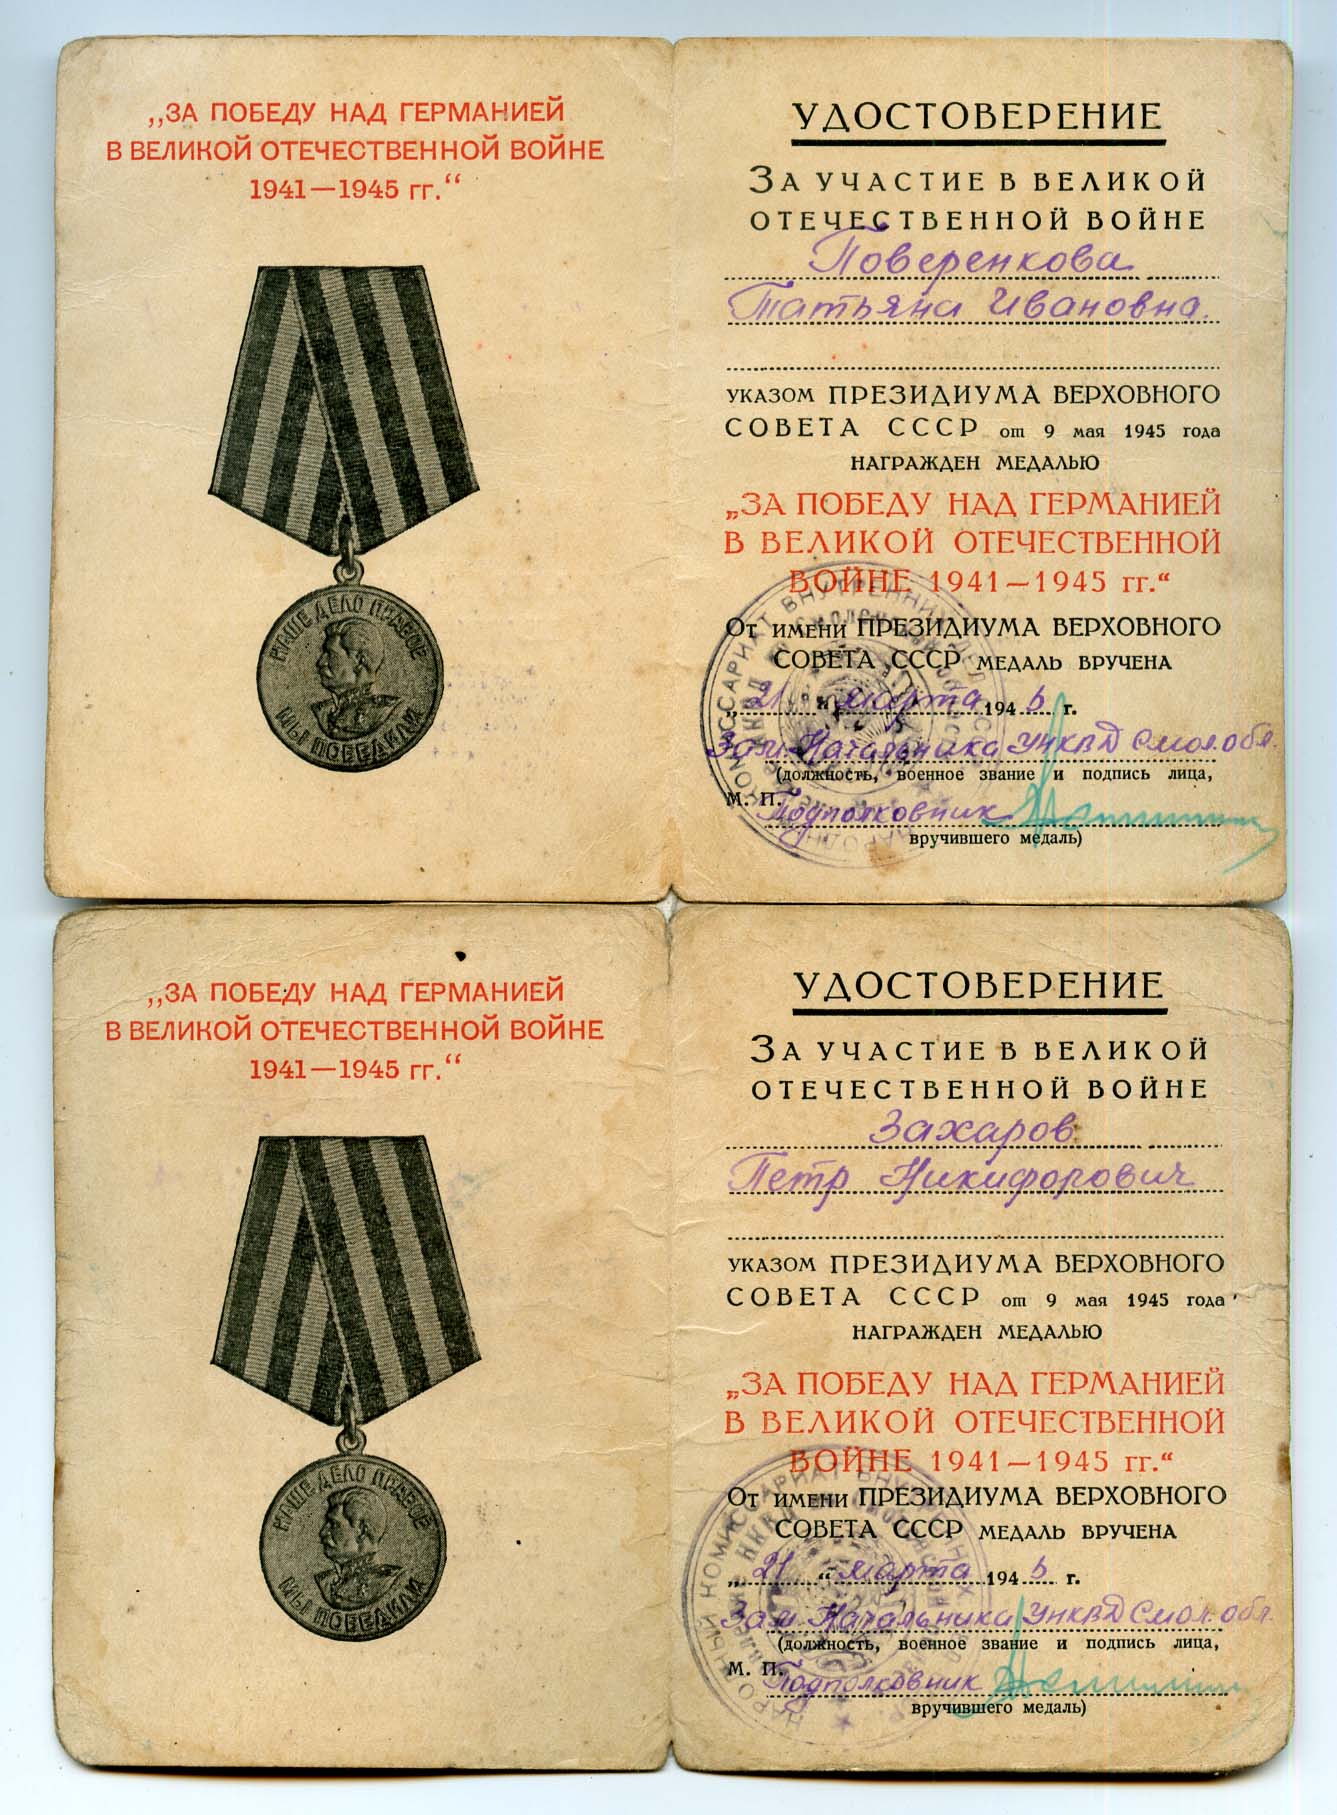 „ЗА ПОБЕДУ НАД ГЕРМАНИЕЙ
В ВЕЛИКОЙ ОТЕЧЕСТВЕННОЙ ВОЙНЕ
1941—1945 гг.“
НАШЕ ДЕЛО ПРАВОЕ
МЫ ПОБЕДИЛИ
УДОСТОВЕРЕНИЕ
ЗА УЧАСТИЕ В ВЕЛИКОЙ
ОТЕЧЕСТВЕННОЙ ВОЙНЕ
Поверенкова
Татьяна Ивановна.
УКАЗОМ ПРЕЗИДИУМА ВЕРХОВНОГО
СОВЕТА СССР от 9 мая 1945 года
НАГРАЖДЕН МЕДАЛЬЮ
„ЗА ПОБЕДУ НАД ГЕРМАНИЕЙ
В ВЕЛИКОЙ ОТЕЧЕСТВЕННОЙ
ВОЙНЕ 1941—1945 гг.“
ОТ ИМЕНИ ПРЕЗИДИУМА ВЕРХОВНОГО
СОВЕТА СССР МЕДАЛЬ ВРУЧЕНА
„21“ марта 1946 г.
Зам. Начальника УНКВД Смол. обл.
(должность, военное звание и подпись лица,
М. П. Подполковник
вручившего медаль)
НАРОДНЫЙ КОМИССАРИАТ ВНУТРЕННИХ ДЕЛ
„ЗА ПОБЕДУ НАД ГЕРМАНИЕЙ
В ВЕЛИКОЙ ОТЕЧЕСТВЕННОЙ ВОЙНЕ
1941—1945 гг.“
НАШЕ ДЕЛО ПРАВОЕ
МЫ ПОБЕДИЛИ
УДОСТОВЕРЕНИЕ
ЗА УЧАСТИЕ В ВЕЛИКОЙ
ОТЕЧЕСТВЕННОЙ ВОЙНЕ
Захаров
Петр Никифорович
УКАЗОМ ПРЕЗИДИУМА ВЕРХОВНОГО
СОВЕТА СССР от 9 мая 1945 года
НАГРАЖДЕН МЕДАЛЬЮ
„ЗА ПОБЕДУ НАД ГЕРМАНИЕЙ
В ВЕЛИКОЙ ОТЕЧЕСТВЕННОЙ
ВОЙНЕ 1941—1945 гг.“
ОТ ИМЕНИ ПРЕЗИДИУМА ВЕРХОВНОГО
СОВЕТА СССР МЕДАЛЬ ВРУЧЕНА
„21“ марта 1946 г.
Зам. Начальника УНКВД Смол. обл.
(должность, военное звание и подпись лица,
М. П. Подполковник
вручившего медаль)
НАРОДНЫЙ КОМИССАРИАТ ВНУТРЕННИХ